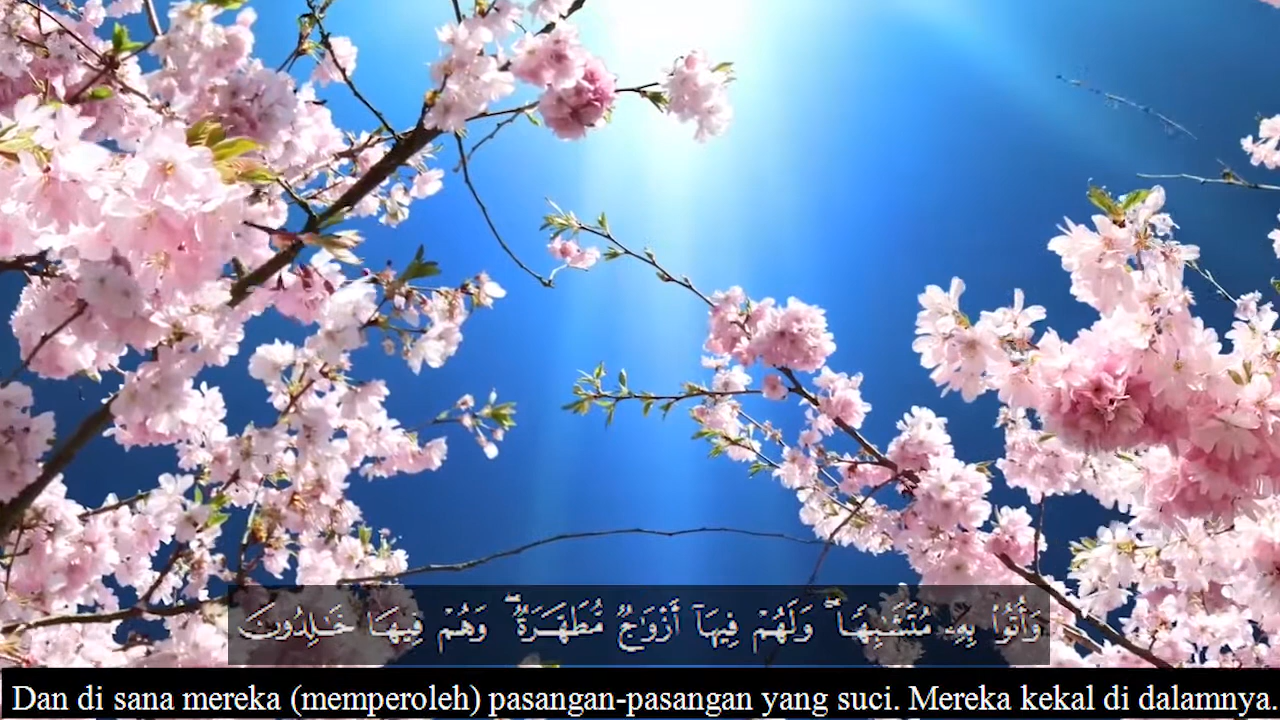 وَأُتُوا۟ بِهِۦ مُتَشَـٰبِهًۭا ۖ وَلَهُمْ فِيهَآ أَزْوَٰجٌۭ مُّطَهَّرَةٌۭ ۖ وَهُمْ فِيهَا خَـٰلِدُونَ
Dan di sana mereka (memperoleh) pasangan-pasangan yang suci. Mereka kekal di dalamnya.